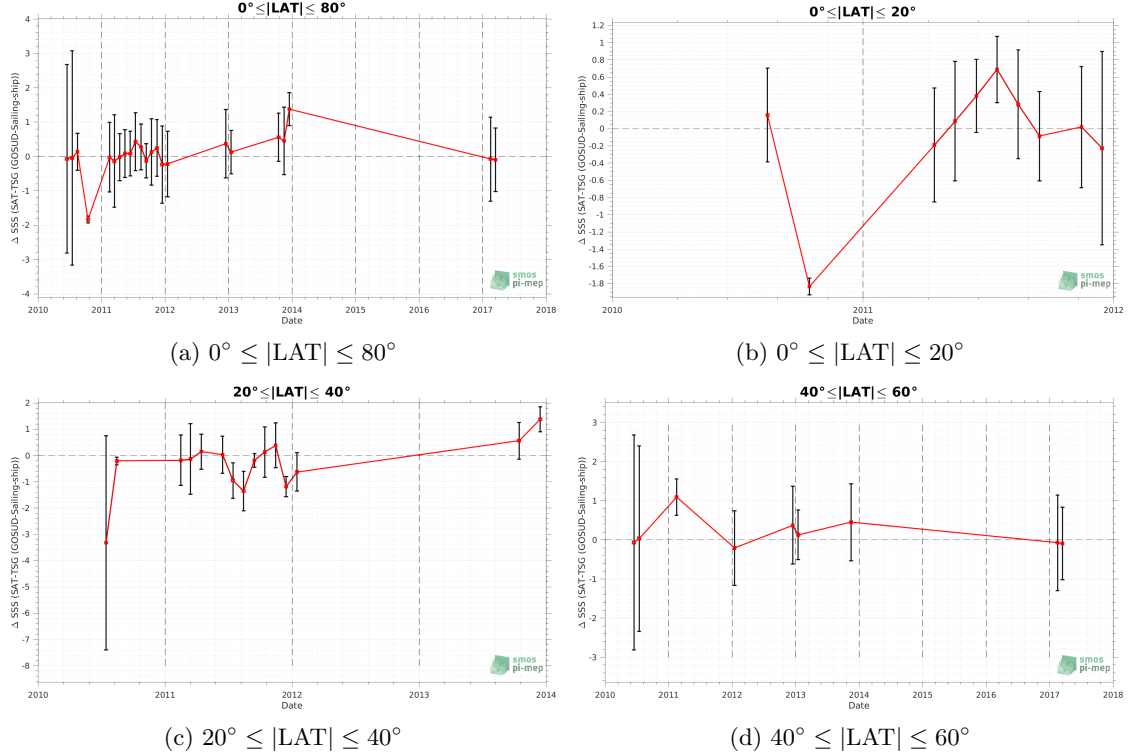 0°≤|LAT|≤ 80°
4
3
2
1
0
-1
-2
-3
-4
Δ SSS (SAT-TSG (GOSUD-Sailing-ship))
2010 2011 2012 2013 2014 2015 2016 2017 2018
Date
smos
pi-mep
(a) 0° ≤ |LAT| ≤ 80°
0°≤|LAT|≤ 20°
1.2
1
0.8
0.6
0.4
0.2
0
-0.2
-0.4
-0.6
-0.8
-1
-1.2
-1.4
-1.6
-1.8
Δ SSS (SAT-TSG (GOSUD-Sailing-ship))
2010 2011 2012
Date
smos
pi-mep
(b) 0° ≤ |LAT| ≤ 20°
20°≤|LAT|≤ 40°
2
1
0
-1
-2
-3
-4
-5
-6
-7
-8
Δ SSS (SAT-TSG (GOSUD-Sailing-ship))
2010 2011 2012 2013 2014
Date
smos
pi-mep
(c) 20° ≤ |LAT| ≤ 40°
40°≤|LAT|≤ 60°
3
2
1
0
-1
-2
-3
Δ SSS (SAT-TSG (GOSUD-Sailing-ship))
2010 2011 2012 2013 2014 2015 2016 2017 2018
Date
smos
pi-mep
(d) 40° ≤ |LAT| ≤ 60°